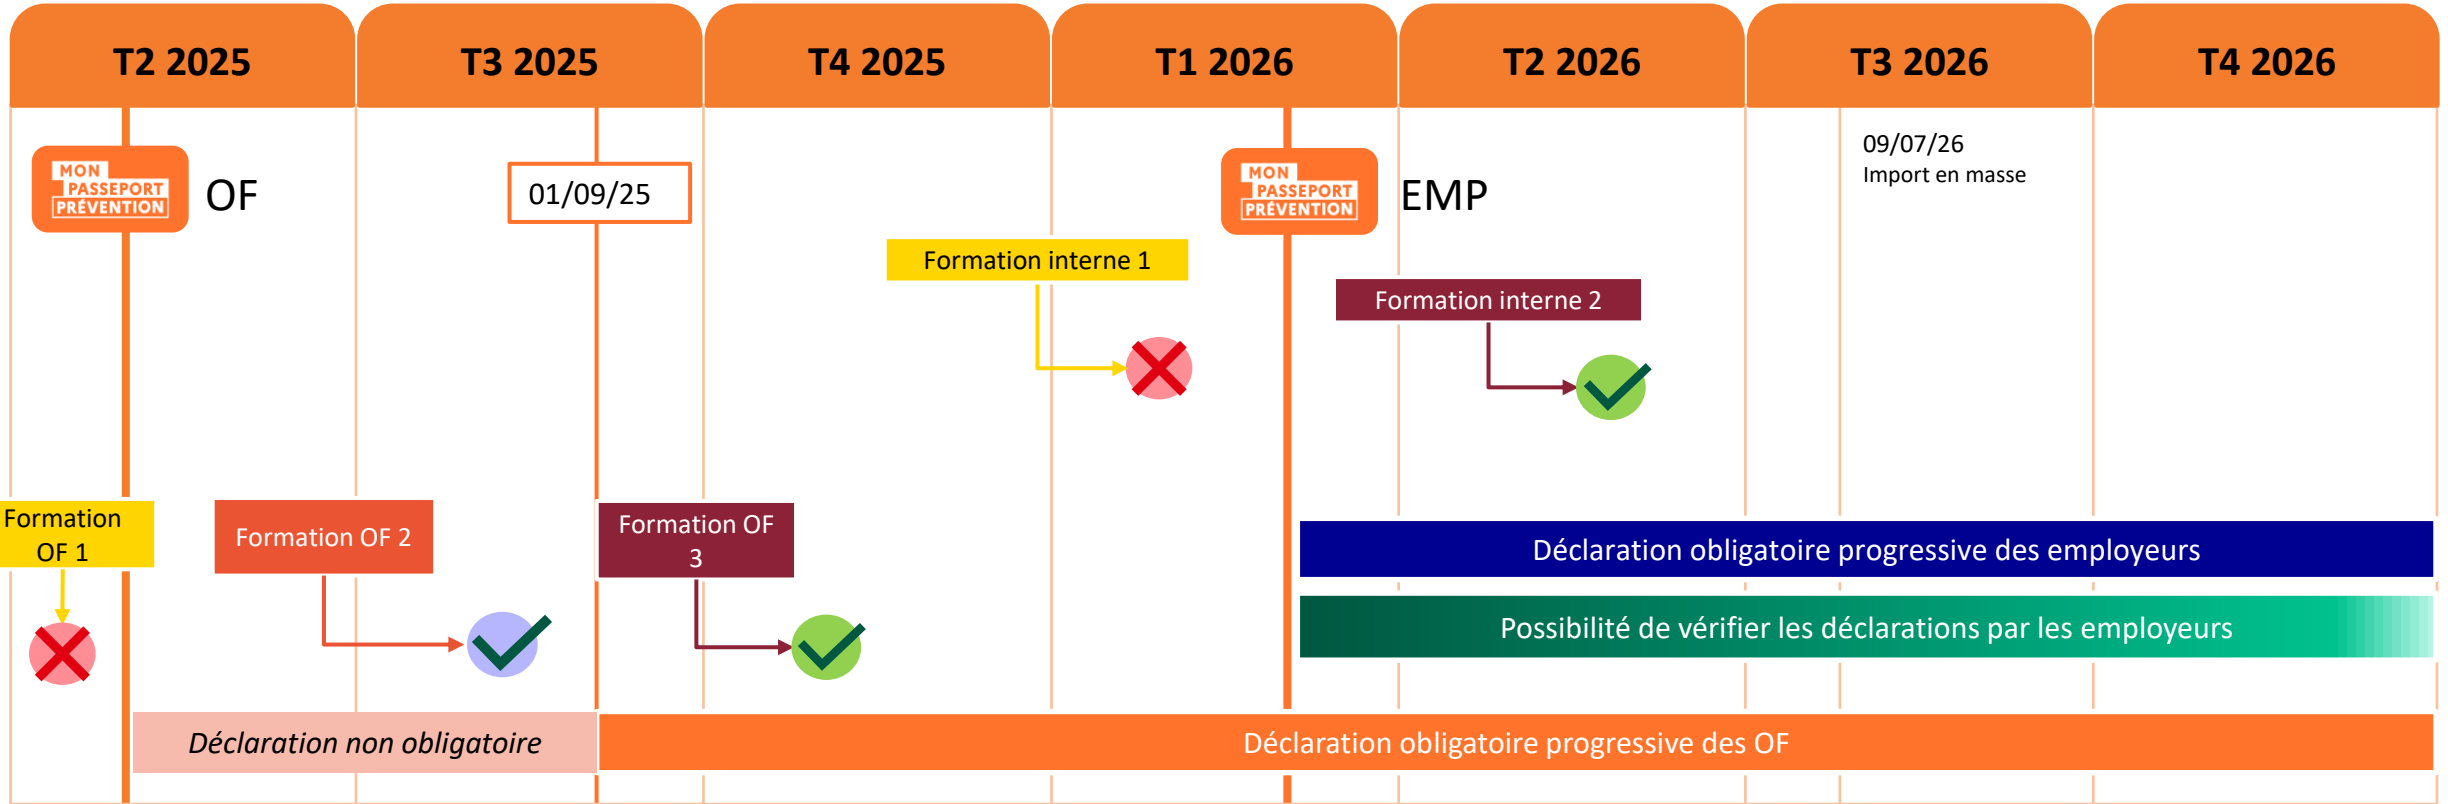 T2 2025
T3 2025
T4 2025
T1 2026
T2 2026
T3 2026
T4 2026
MON
PASSEPORT
PRÉVENTION
OF
01/09/25
MON
PASSEPORT
PRÉVENTION
EMP
09/07/26
Import en masse
Formation interne 1
Formation interne 2
Formation
OF 1
Formation OF 2
Formation OF
3
Déclaration obligatoire progressive des employeurs
Possibilité de vérifier les déclarations par les employeurs
Déclaration non obligatoire
Déclaration obligatoire progressive des OF